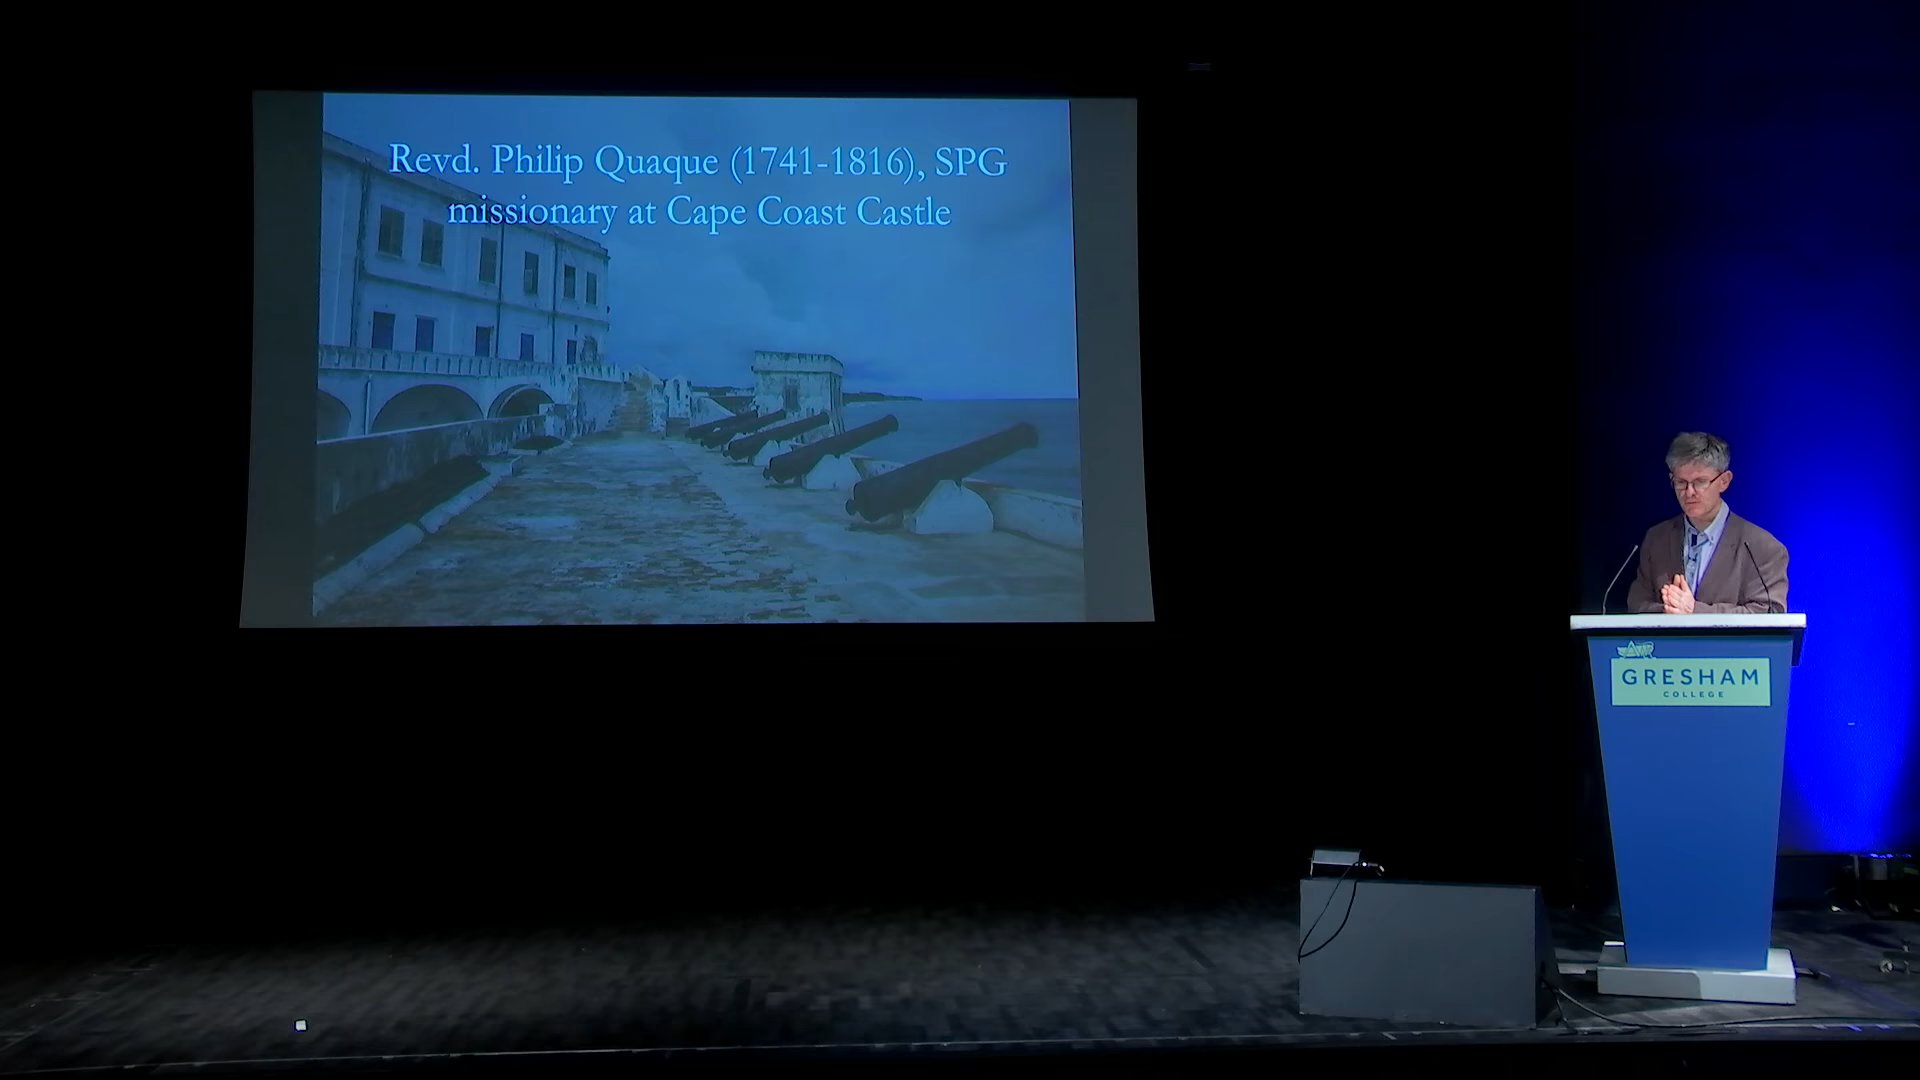 Revd. Philip Quaque (1741-1816), SPG
missionary at Cape Coast Castle
GRESHAM
COLLEGE